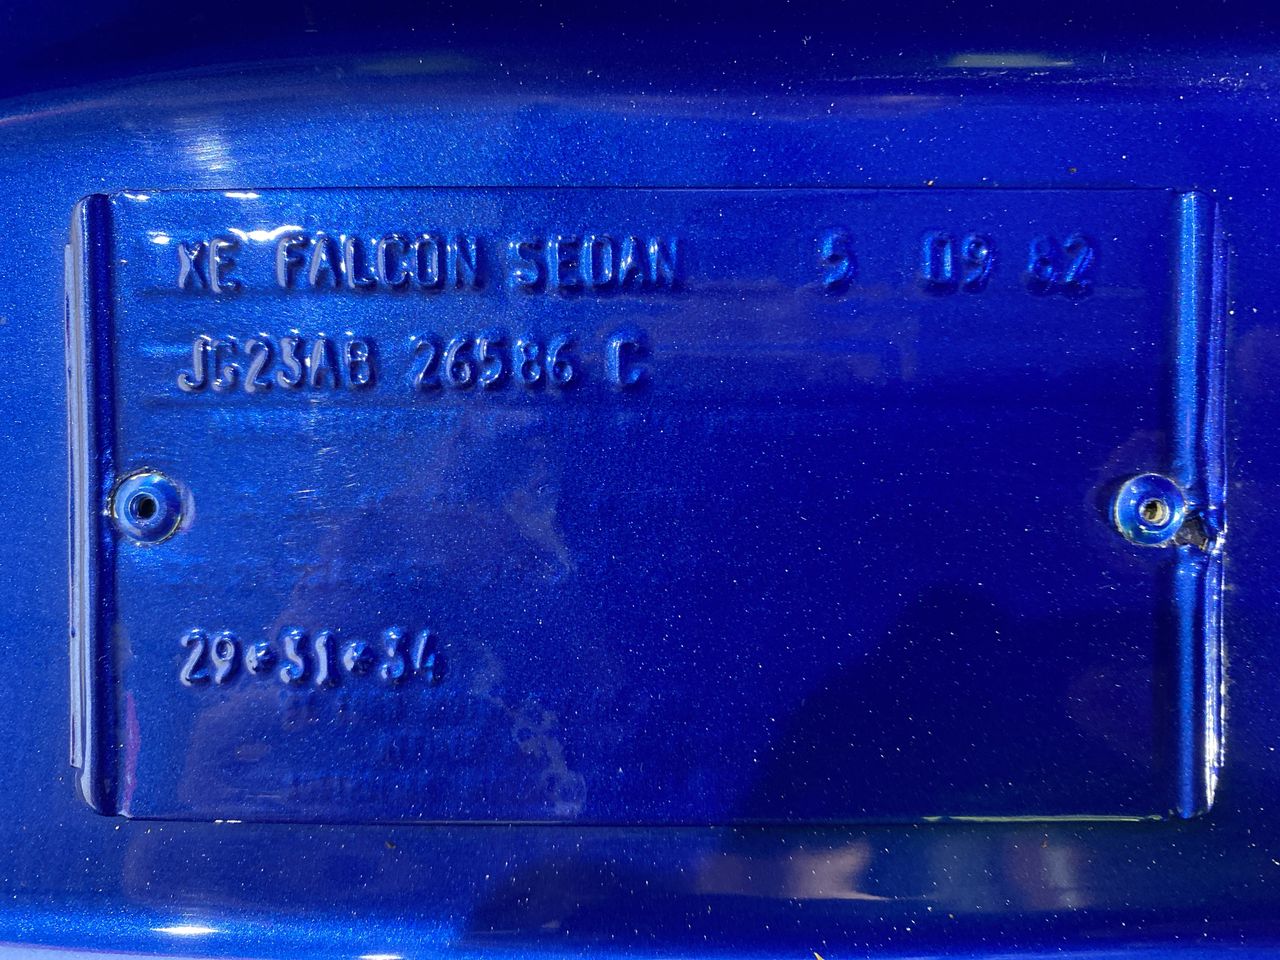 XE FALCON SEDAN 5 09 82
JG23AB 26586 C
29•31•34